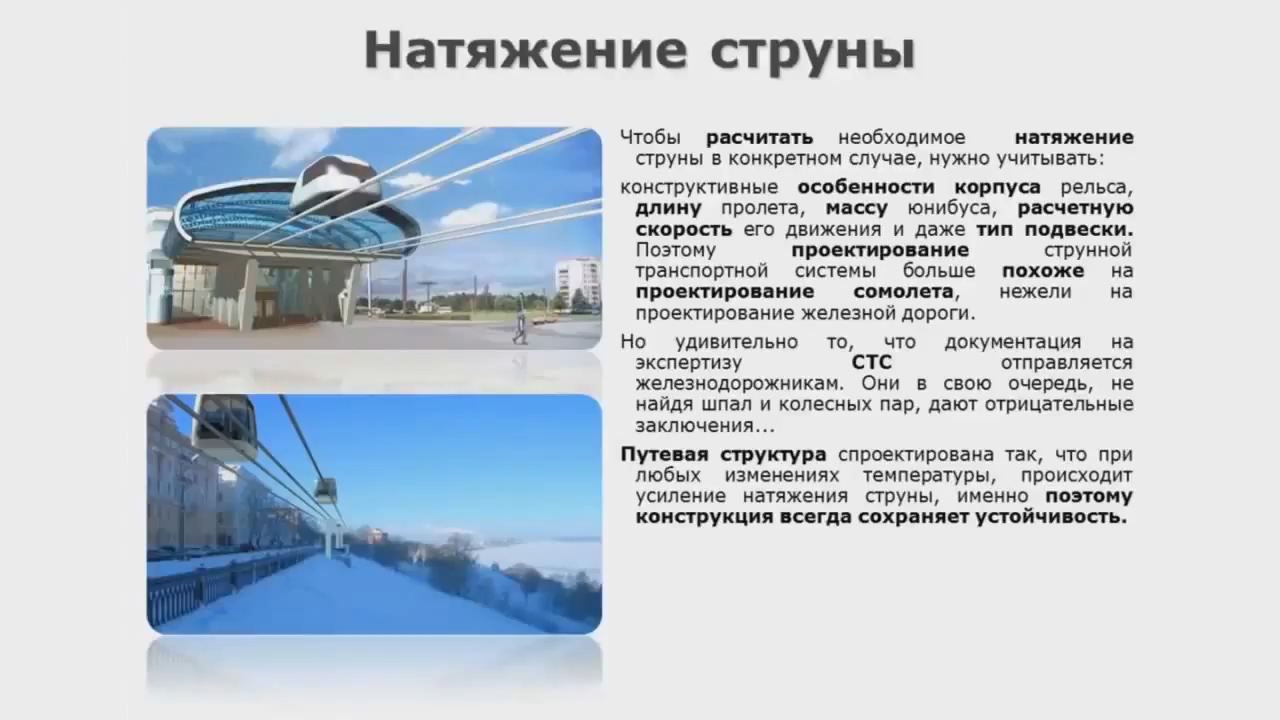 Натяжение струны
Чтобы расчитать необходимое натяжение
струны в конкретном случае, нужно учитывать:
конструктивные особенности корпуса рельса,
длину пролета, массу юнибуса, расчетную
скорость его движения и даже тип подвески.
Поэтому проектирование струнной
транспортной системы больше похоже на
проектирование сомолета, нежели на
проектирование железной дороги.
Но удивительно то, что документация на
экспертизу СТС отправляется
железнодорожникам. Они в свою очередь, не
найдя шпал и колесных пар, дают отрицательные
заключения...
Путевая структура спроектирована так, что при
любых изменениях температуры, происходит
усиление натяжения струны, именно поэтому
конструкция всегда сохраняет устойчивость.